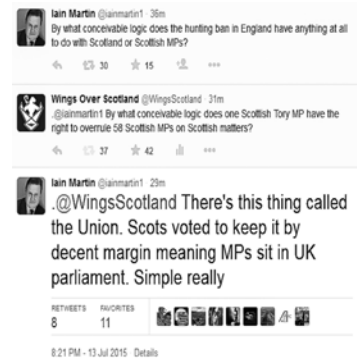 Iain Martin @iainmartin1 · 36m
By what conceivable logic does the hunting ban in England have anything at all
to do with Scotland or Scottish MPs?
30 15
Wings Over Scotland @WingsScotland · 31m
.@iainmartin1 By what conceivable logic does one Scottish Tory MP have the
right to overrule 58 Scottish MPs on Scottish matters?
37 42
Iain Martin @iainmartin1 29m
.@WingsScotland There's this thing called
the Union. Scots voted to keep it by
decent margin meaning MPs sit in UK
parliament. Simple really
RETWEETS FAVORITES
8 11
8:21 PM - 13 Jul 2015 Details